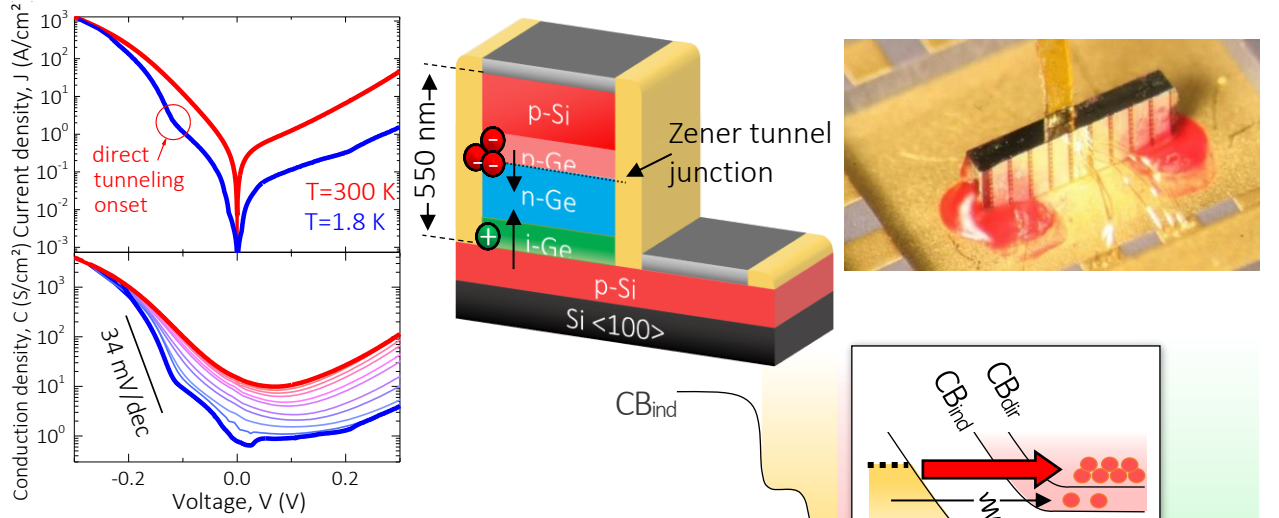 Current density, J (A/cm²)
10³
10²
10¹
10⁰
10⁻¹
10⁻²
10⁻³
direct
tunneling
onset
T=300 K
T=1.8 K
Conduction density, C (S/cm²)
10³
10²
10¹
10⁰
34 mV/dec
-0.2
0.0
0.2
Voltage, V (V)
550 nm
p-Si
p-Ge
n-Ge
i-Ge
p-Si
Si <100>
Zener tunnel
junction
CBind
CBind
CBdir